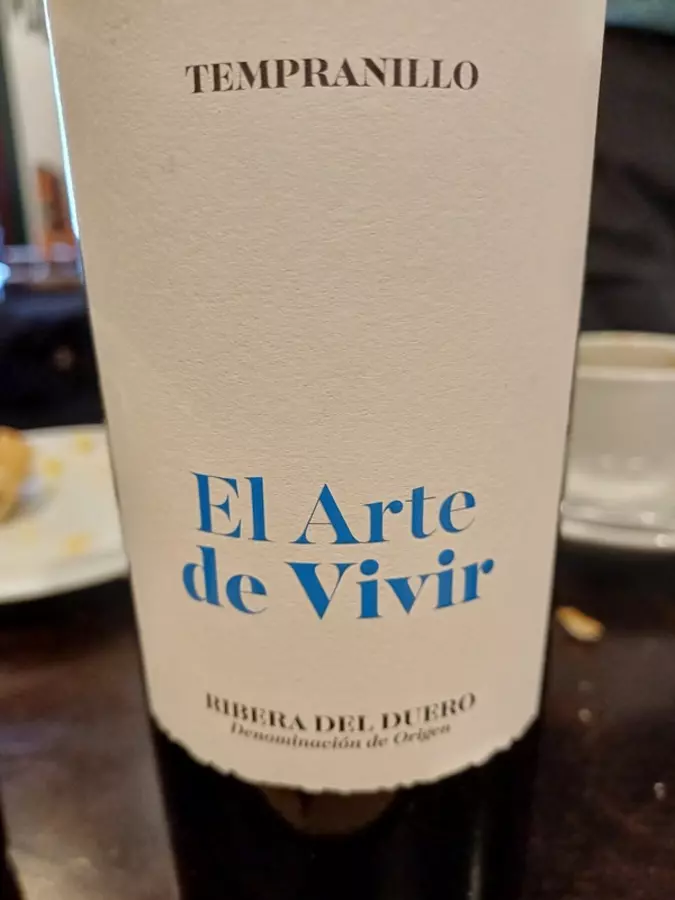 TEMPRANILLO
El Arte
de Vivir
RIBERA DEL DUERO
Denominación de Origen